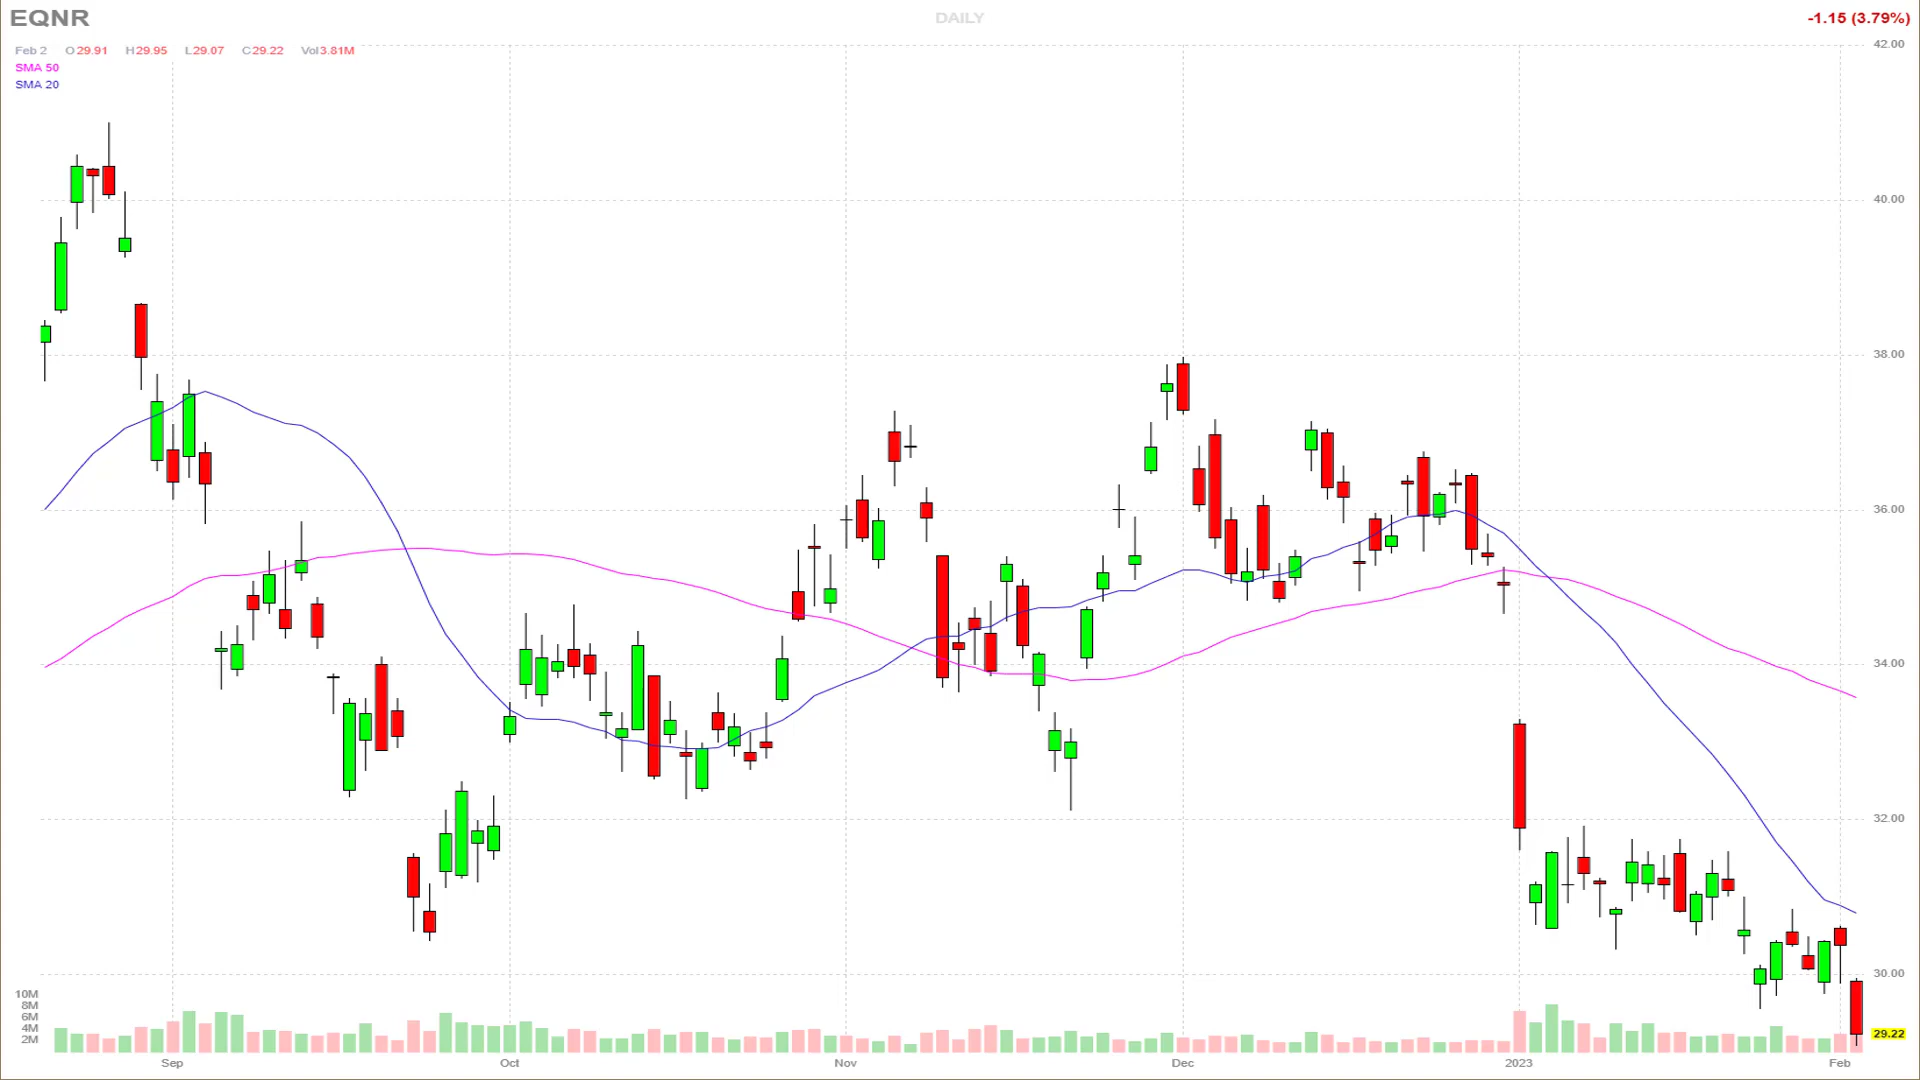 EQNR
DAILY
-1.15 (3.79%)
Feb 2 O29.91 H29.95 L29.07 C29.22 Vol3.81M
SMA 50
SMA 20
42.00
40.00
38.00
36.00
34.00
32.00
30.00
29.22
10M
8M
6M
4M
2M
Sep Oct Nov Dec 2023 Feb